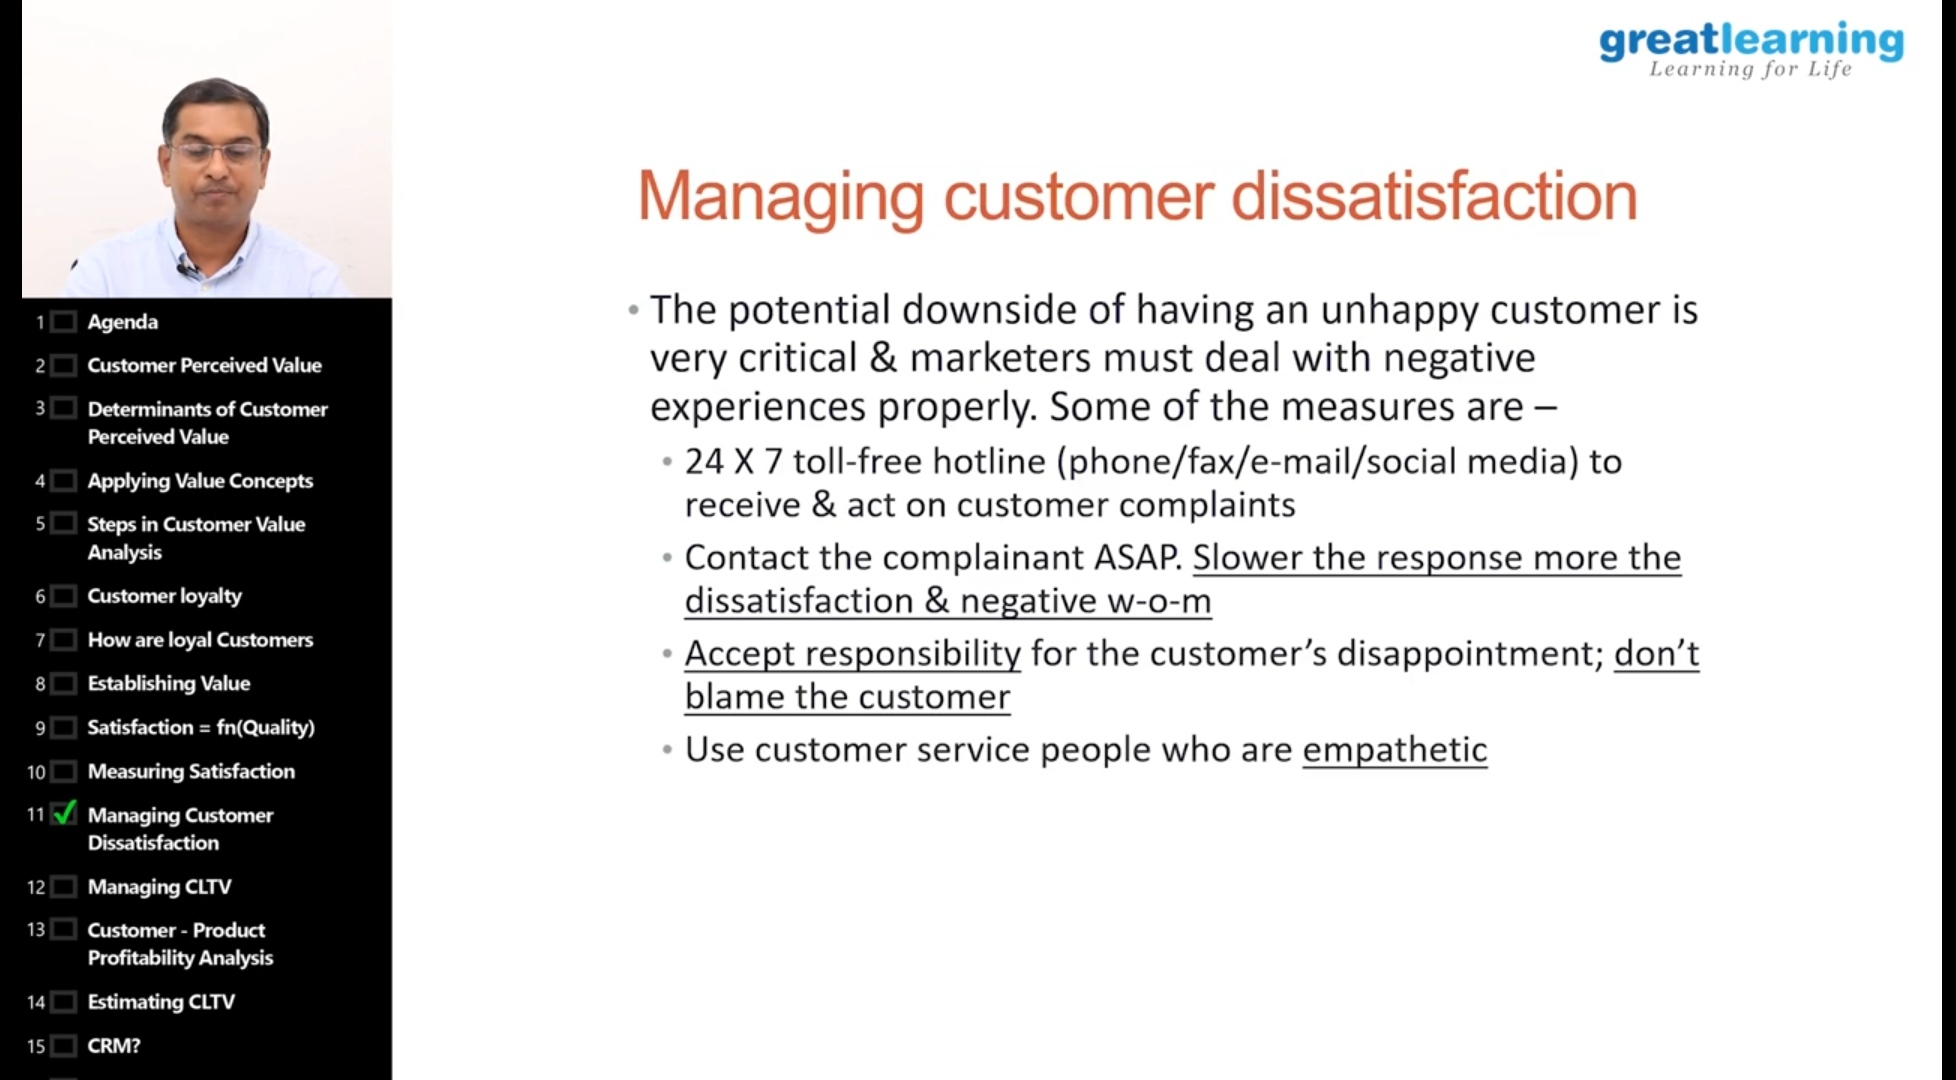 greatlearning
Learning for Life
Managing customer dissatisfaction
• The potential downside of having an unhappy customer is
very critical & marketers must deal with negative
experiences properly. Some of the measures are –
• 24 X 7 toll-free hotline (phone/fax/e-mail/social media) to
receive & act on customer complaints
• Contact the complainant ASAP. Slower the response more the
dissatisfaction & negative w-o-m
• Accept responsibility for the customer’s disappointment; don’t
blame the customer
• Use customer service people who are empathetic
1 Agenda
2 Customer Perceived Value
3 Determinants of Customer
Perceived Value
4 Applying Value Concepts
5 Steps in Customer Value
Analysis
6 Customer loyalty
7 How are loyal Customers
8 Establishing Value
9 Satisfaction = fn(Quality)
10 Measuring Satisfaction
11 Managing Customer
Dissatisfaction
12 Managing CLTV
13 Customer - Product
Profitability Analysis
14 Estimating CLTV
15 CRM?